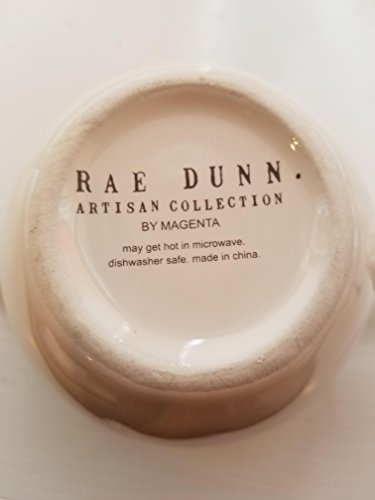 RAE DUNN.
ARTISAN COLLECTION
BY MAGENTA
may get hot in microwave.
dishwasher safe. made in china.